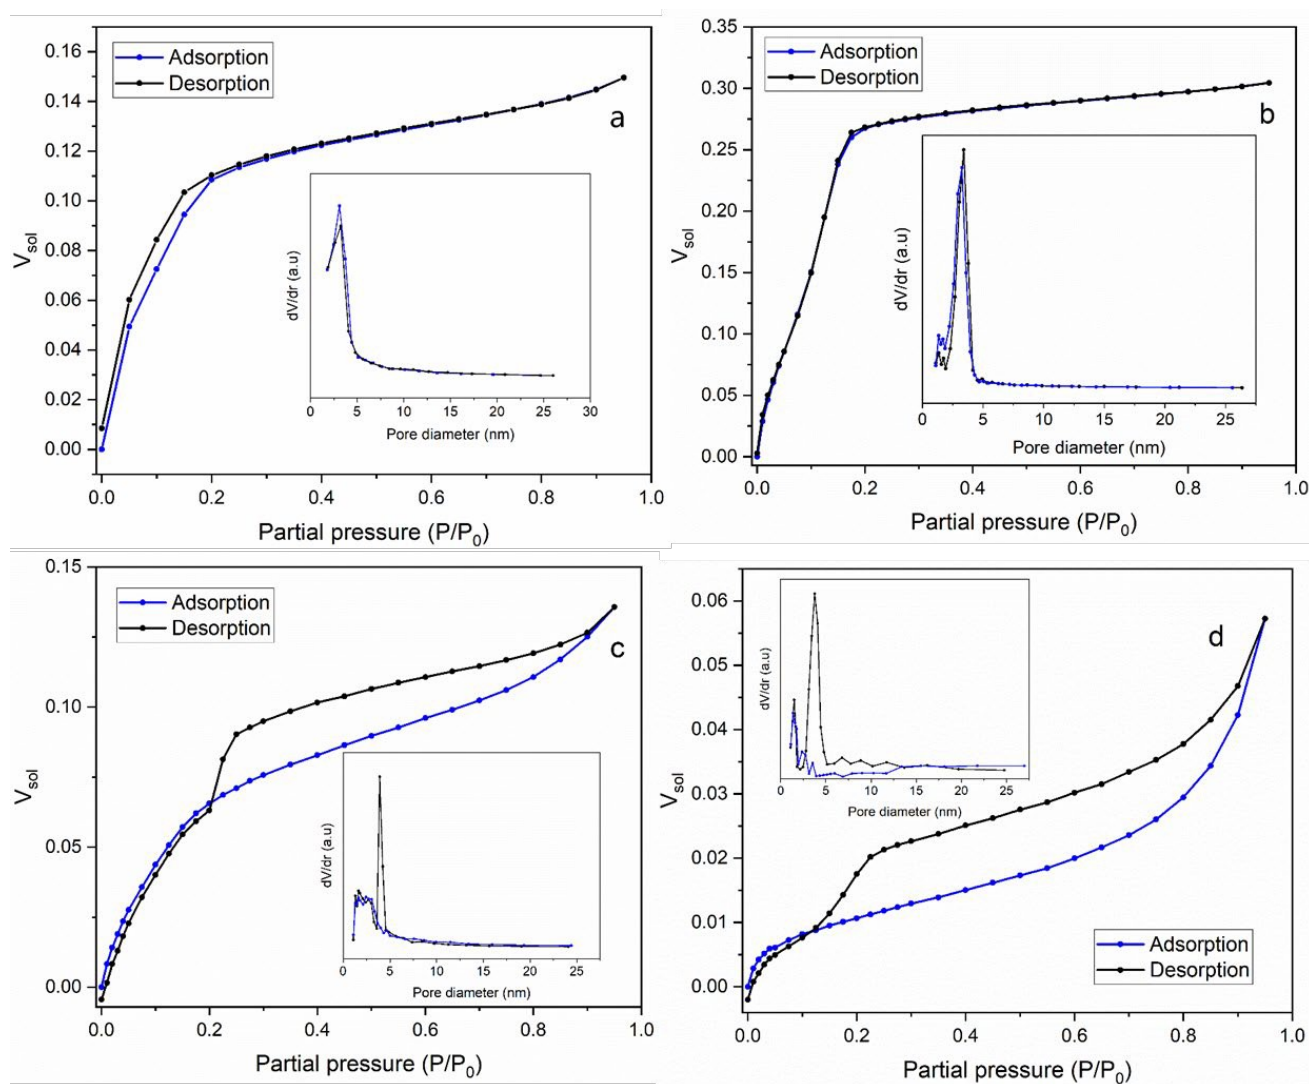 0.16
0.14
0.12
0.10
0.08
0.06
0.04
0.02
0.00
V_sol
Adsorption
Desorption
a
dV/dr (a.u)
0 5 10 15 20 25 30
Pore diameter (nm)
0.0 0.2 0.4 0.6 0.8 1.0
Partial pressure (P/P_0)
0.35
0.30
0.25
0.20
0.15
0.10
0.05
0.00
V_sol
Adsorption
Desorption
b
dV/dr (a.u)
0 5 10 15 20 25
Pore diameter (nm)
0.0 0.2 0.4 0.6 0.8 1.0
Partial pressure (P/P_0)
0.15
0.10
0.05
0.00
V_sol
Adsorption
Desorption
c
dV/dr (a.u)
0 5 10 15 20 25
Pore diameter (nm)
0.0 0.2 0.4 0.6 0.8 1.0
Partial pressure (P/P_0)
0.06
0.05
0.04
0.03
0.02
0.01
0.00
V_sol
dV/dr (a.u)
0 5 10 15 20 25
Pore diameter (nm)
d
Adsorption
Desorption
0.0 0.2 0.4 0.6 0.8 1.0
Partial pressure (P/P_0)